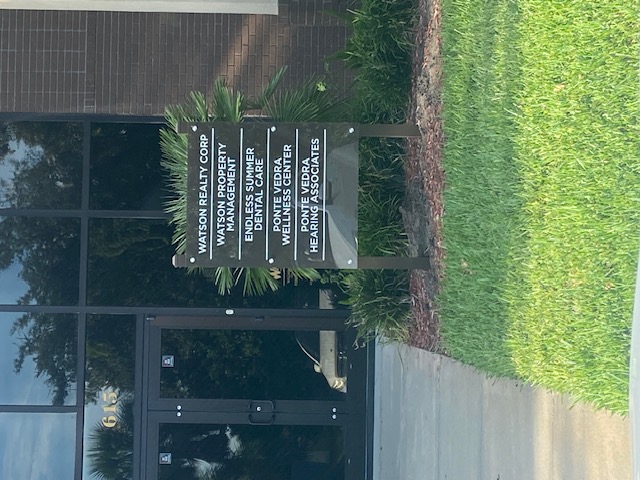 WATSON REALTY CORP
WATSON PROPERTY
MANAGEMENT
ENDLESS SUMMER
DENTAL CARE
PONTE VEDRA
WELLNESS CENTER
PONTE VEDRA
HEARING ASSOCIATES
615